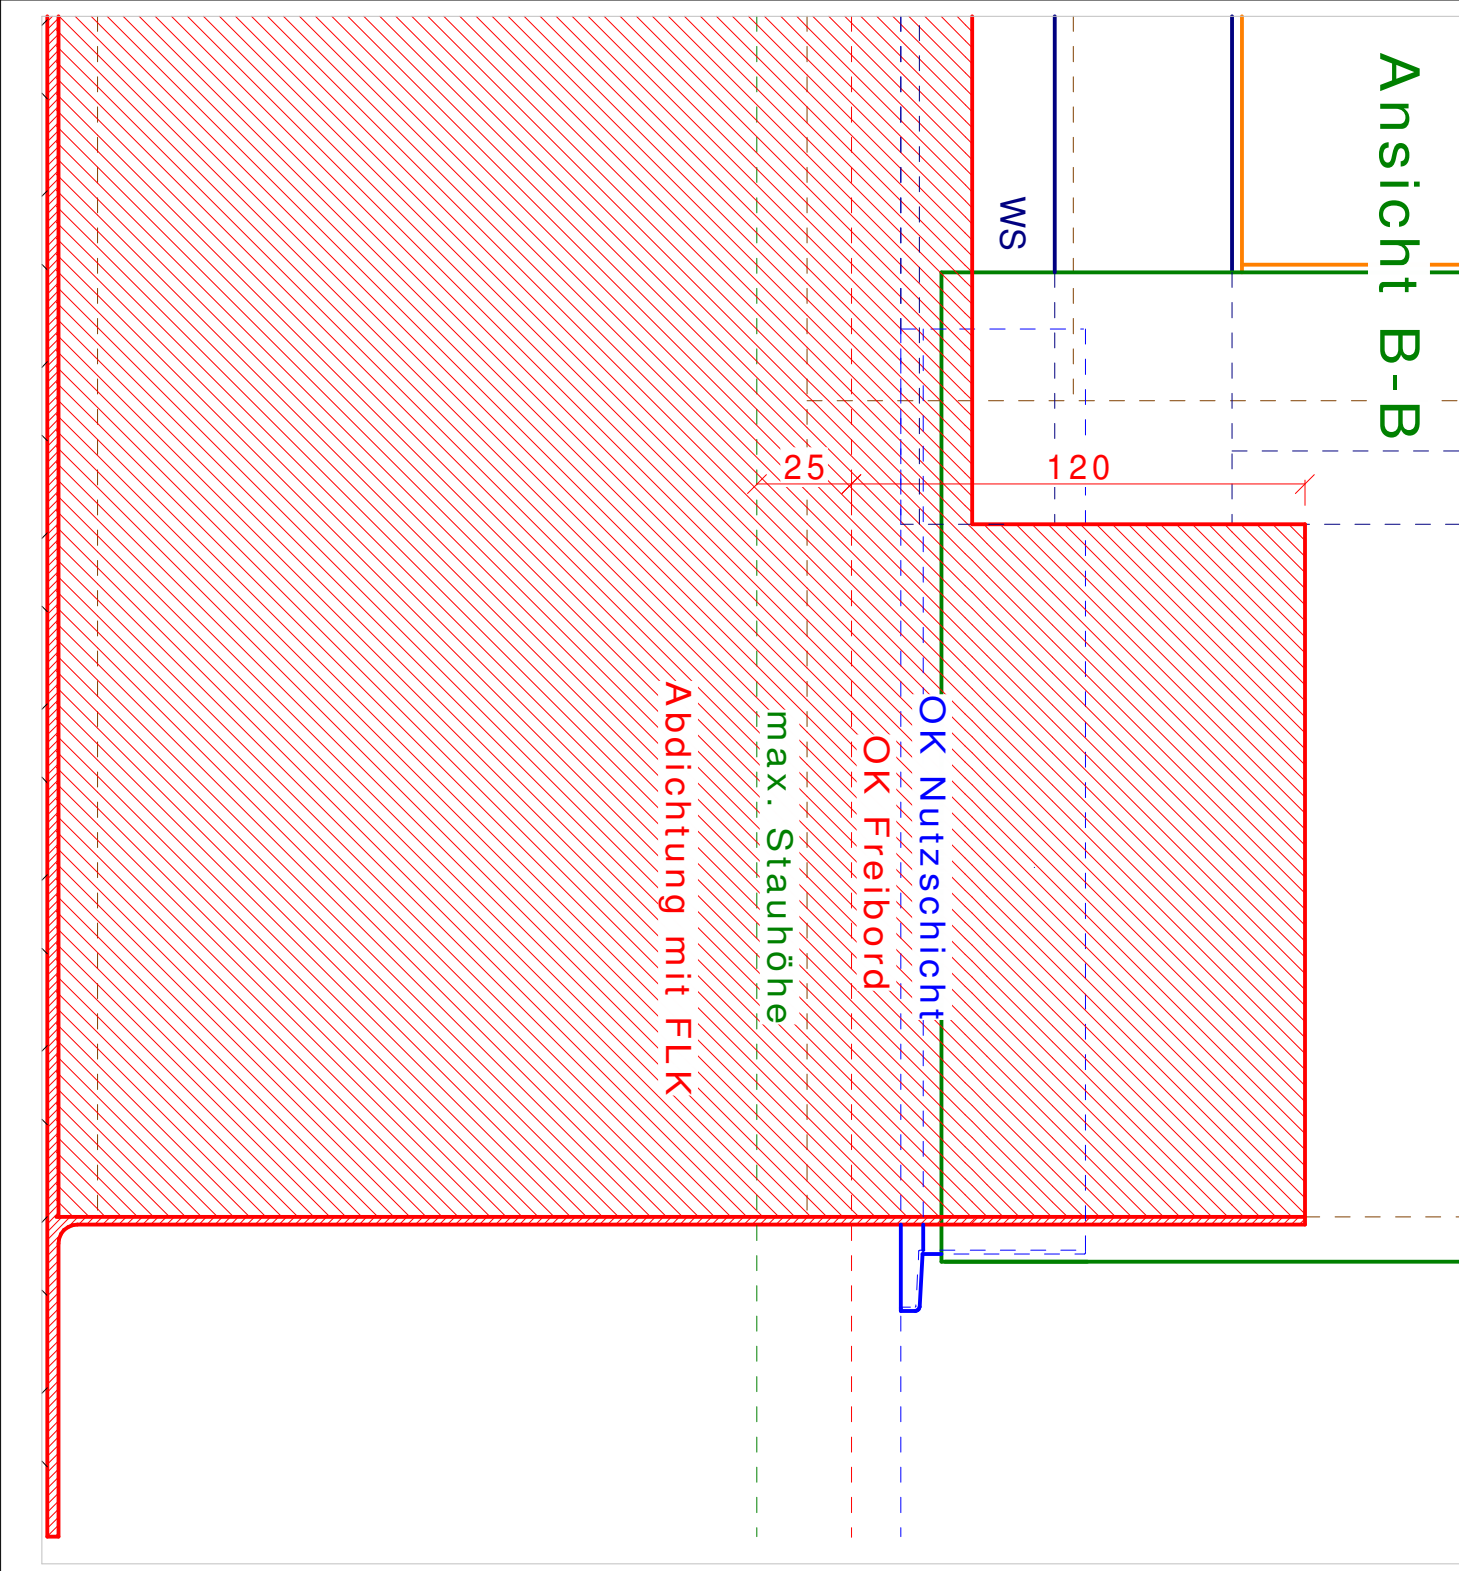 Ansicht B-B
WS
25
120
OK Nutzschicht
OK Freibord
max. Stauhöhe
Abdichtung mit FLK